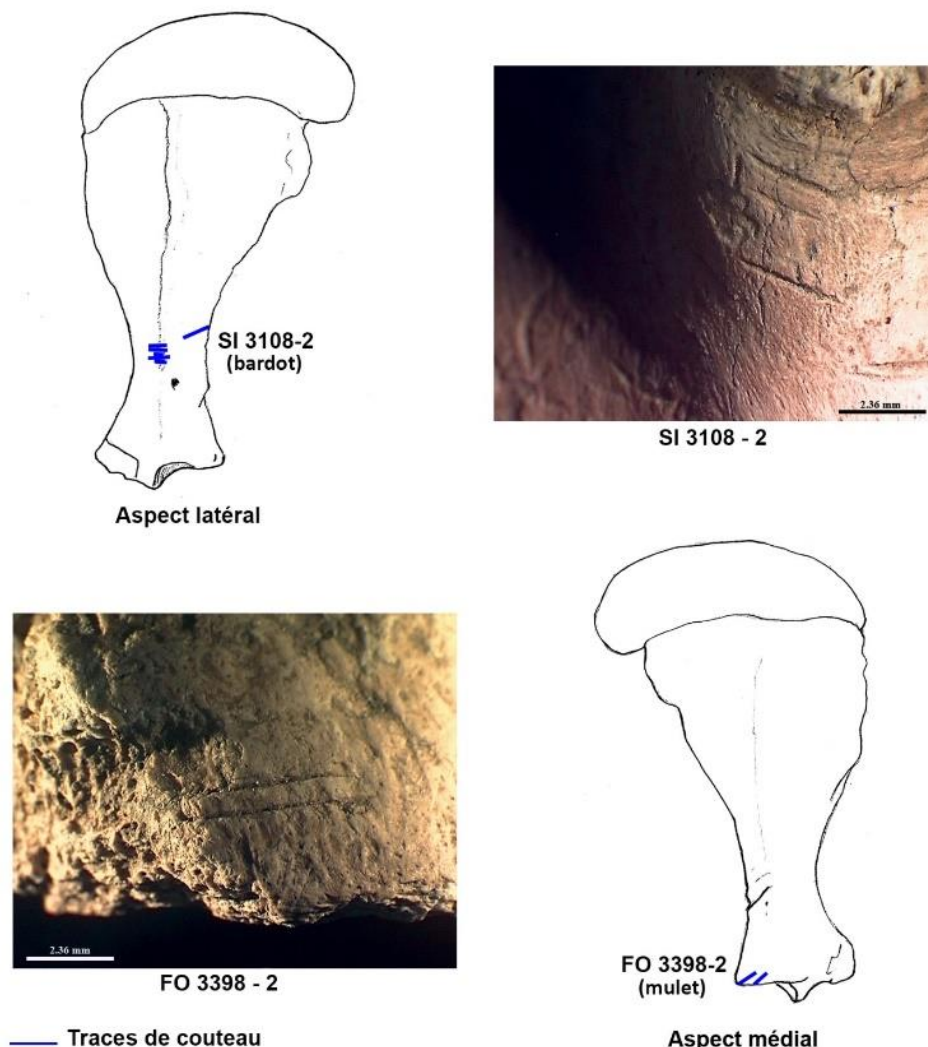 SI 3108-2
(bardot)
Aspect latéral
2.36 mm
SI 3108 - 2
2.36 mm
FO 3398 - 2
FO 3398-2
(mulet)
Traces de couteau
Aspect médial